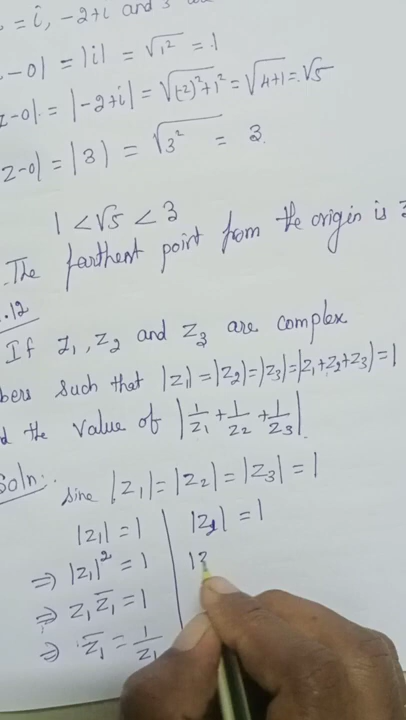 = i, -2+i and 3
-0| = |i| = √1² = 1
z-0| = |-2+i| = √(-2)²+1² = √4+1 = √5
z-0| = |3| = √3² = 3
1 < √5 < 3
The farthest point from the origin is 3
.12
If z₁, z₂ and z₃ are complex
bers such that |z₁| = |z₂| = |z₃| = |z₁+z₂+z₃| = 1
d the value of |1/z₁ + 1/z₂ + 1/z₃|
Soln:
Sine |z₁| = |z₂| = |z₃| = 1
|z₁| = 1 |z₂| = 1
⇒ |z₁|² = 1 |z
⇒ z₁ z̄₁ = 1
⇒ z̄₁ = 1/z₁